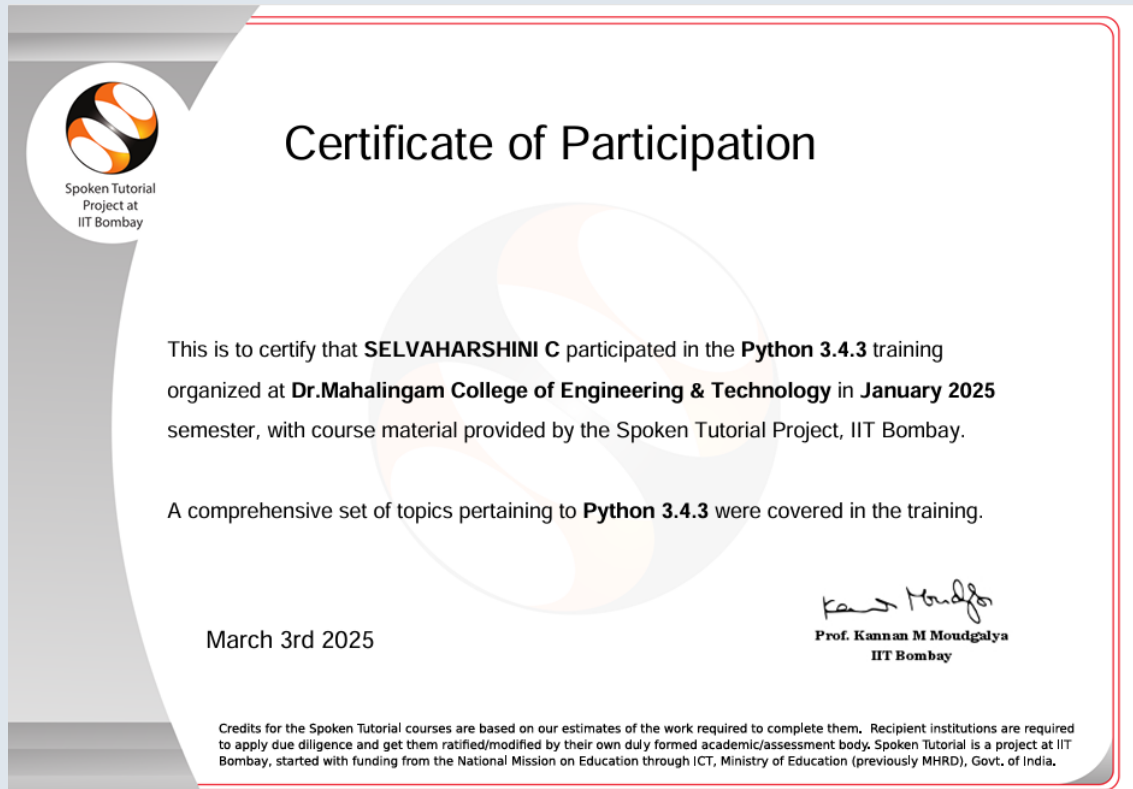 Spoken Tutorial
Project at
IIT Bombay
Certificate of Participation
This is to certify that SELVAHARSHINI C participated in the Python 3.4.3 training
organized at Dr.Mahalingam College of Engineering & Technology in January 2025
semester, with course material provided by the Spoken Tutorial Project, IIT Bombay.
A comprehensive set of topics pertaining to Python 3.4.3 were covered in the training.
March 3rd 2025
Prof. Kannan M Moudgalya
IIT Bombay
Credits for the Spoken Tutorial courses are based on our estimates of the work required to complete them. Recipient institutions are required
to apply due diligence and get them ratified/modified by their own duly formed academic/assessment body. Spoken Tutorial is a project at IIT
Bombay, started with funding from the National Mission on Education through ICT, Ministry of Education (previously MHRD), Govt. of India.